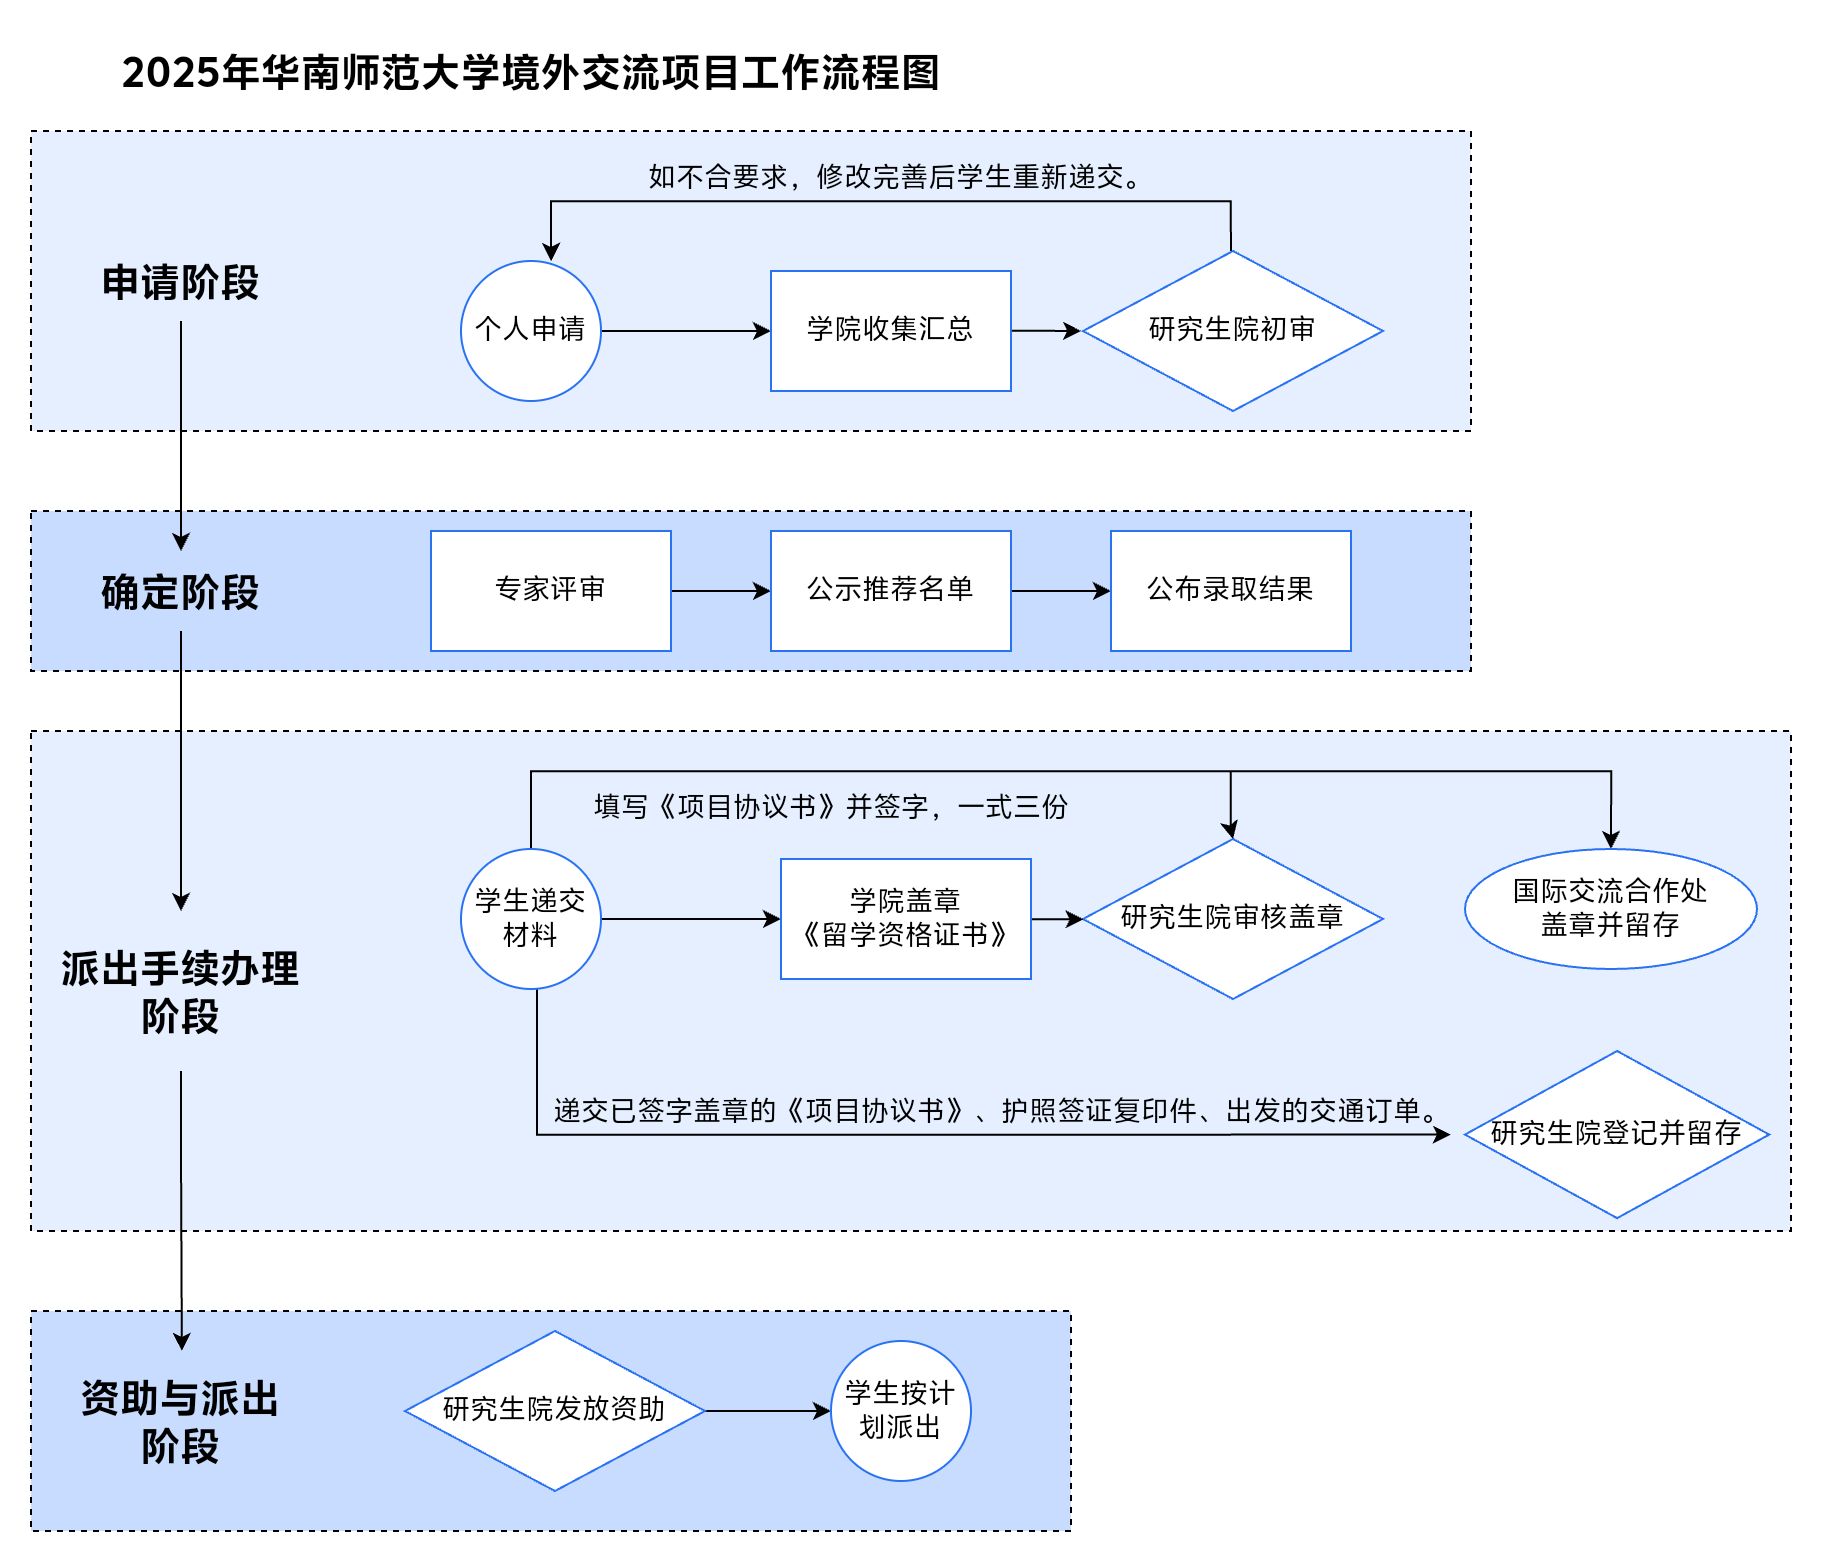 2025年华南师范大学境外交流项目工作流程图
如不合要求，修改完善后学生重新递交。
申请阶段
个人申请
学院收集汇总
研究生院初审
确定阶段
专家评审
公示推荐名单
公布录取结果
填写《项目协议书》并签字，一式三份
派出手续办理
阶段
学生递交
材料
学院盖章
《留学资格证书》
研究生院审核盖章
国际交流合作处
盖章并留存
递交已签字盖章的《项目协议书》、护照签证复印件、出发的交通订单。
研究生院登记并留存
资助与派出
阶段
研究生院发放资助
学生按计
划派出